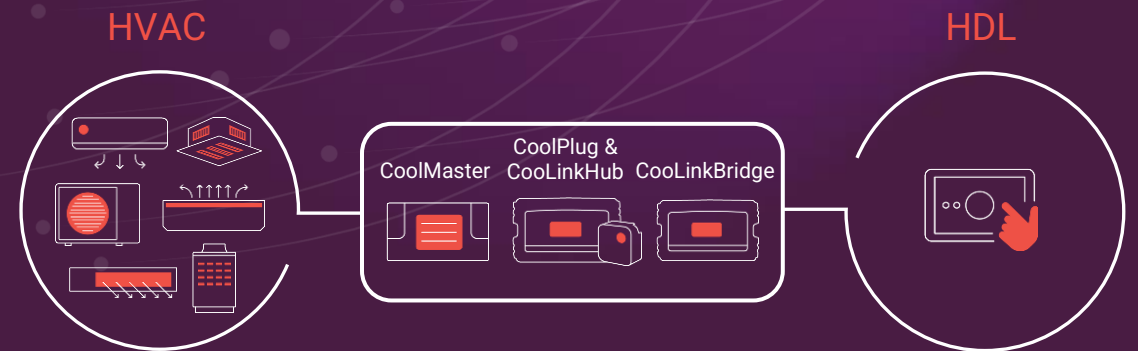 HVAC
HDL
CoolMaster
CoolPlug &
CooLinkHub
CooLinkBridge